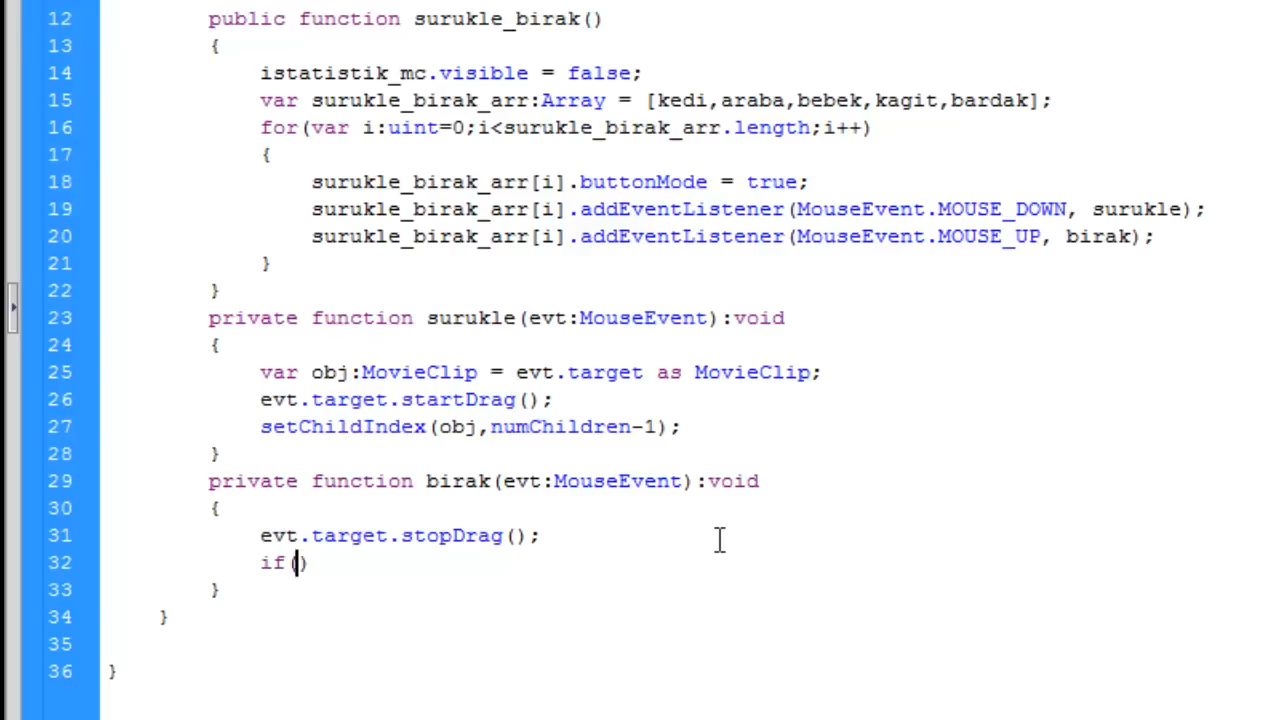 12 public function surukle_birak()
13 {
14 istatistik_mc.visible = false;
15 var surukle_birak_arr:Array = [kedi,araba,bebek,kagit,bardak];
16 for(var i:uint=0;i<surukle_birak_arr.length;i++)
17 {
18 surukle_birak_arr[i].buttonMode = true;
19 surukle_birak_arr[i].addEventListener(MouseEvent.MOUSE_DOWN, surukle);
20 surukle_birak_arr[i].addEventListener(MouseEvent.MOUSE_UP, birak);
21 }
22 }
23 private function surukle(evt:MouseEvent):void
24 {
25 var obj:MovieClip = evt.target as MovieClip;
26 evt.target.startDrag();
27 setChildIndex(obj,numChildren-1);
28 }
29 private function birak(evt:MouseEvent):void
30 {
31 evt.target.stopDrag();
32 if()
33 }
34 }
35
36 }